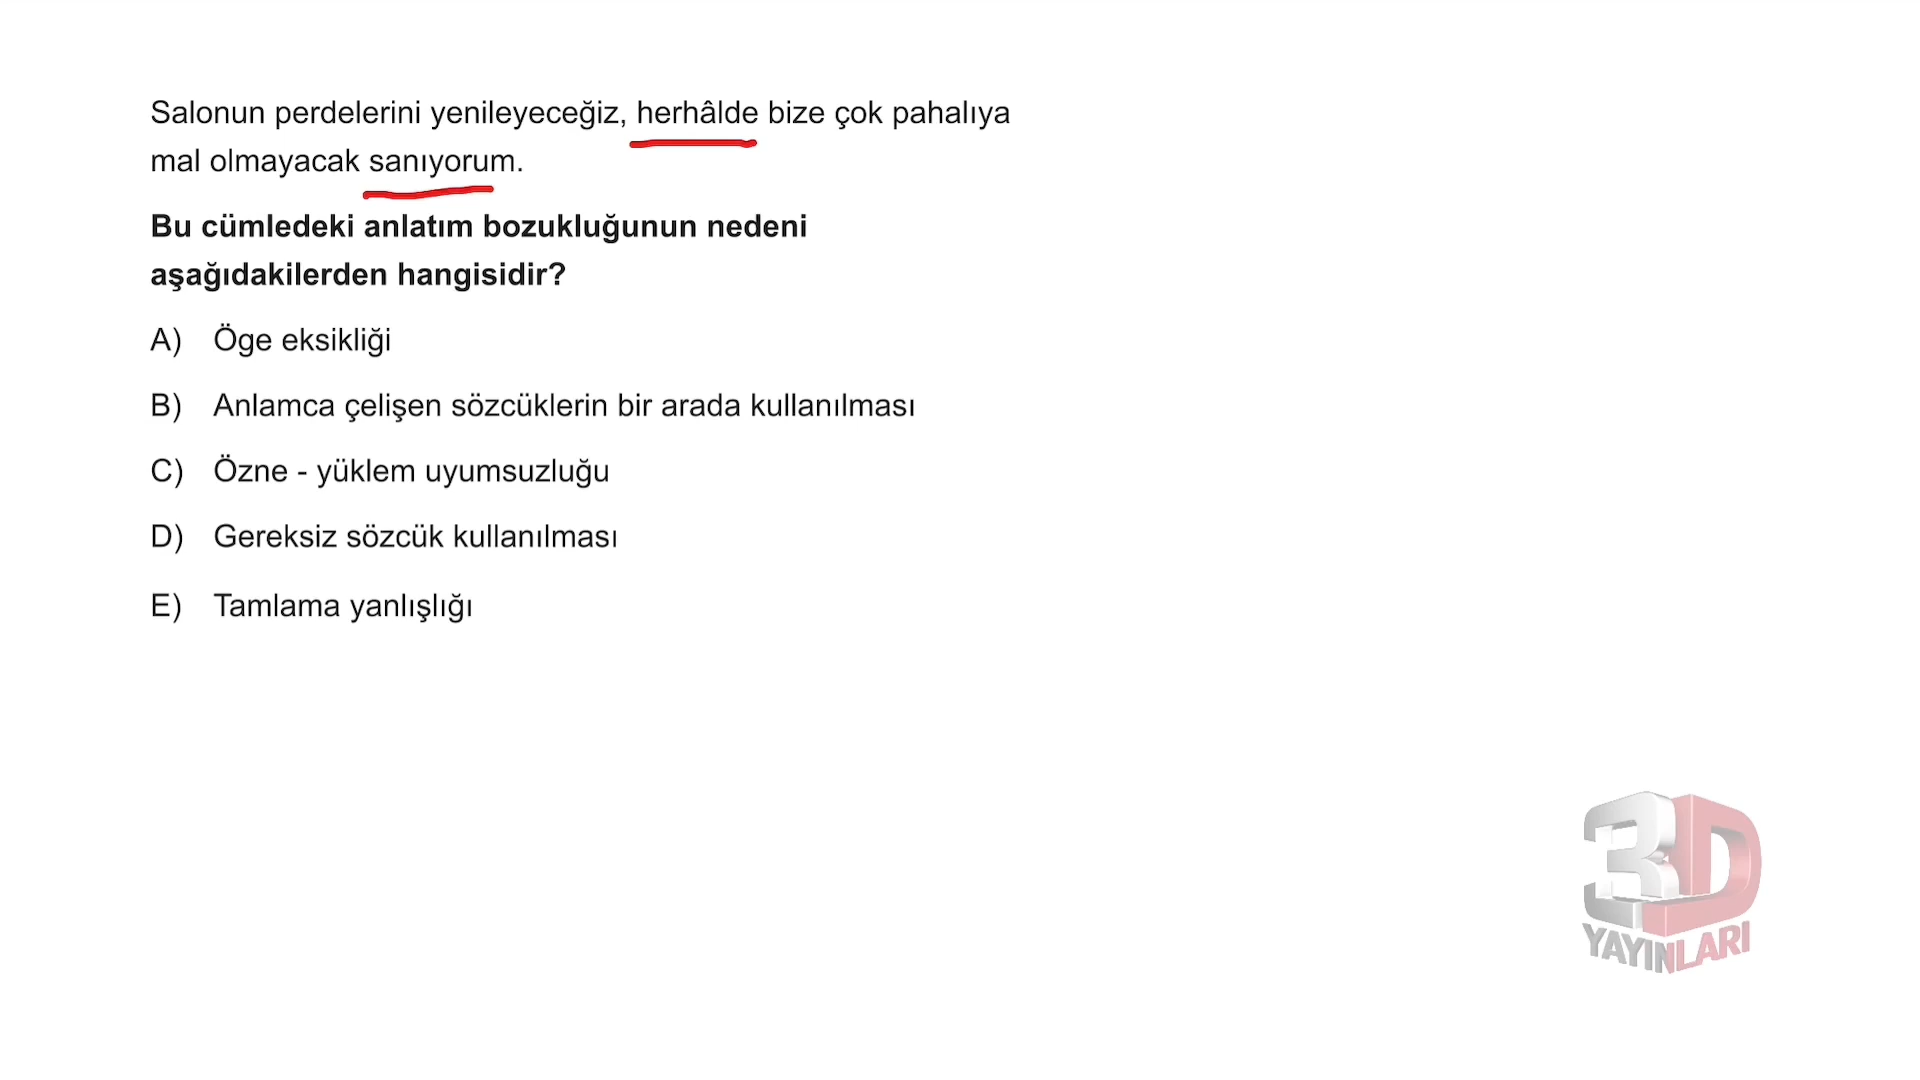 Salonun perdelerini yenileyeceğiz, herhâlde bize çok pahalıya
mal olmayacak sanıyorum.
Bu cümledeki anlatım bozukluğunun nedeni
aşağıdakilerden hangisidir?
A) Öge eksikliği
B) Anlamca çelişen sözcüklerin bir arada kullanılması
C) Özne - yüklem uyumsuzluğu
D) Gereksiz sözcük kullanılması
E) Tamlama yanlışlığı
3D
YAYINLARI